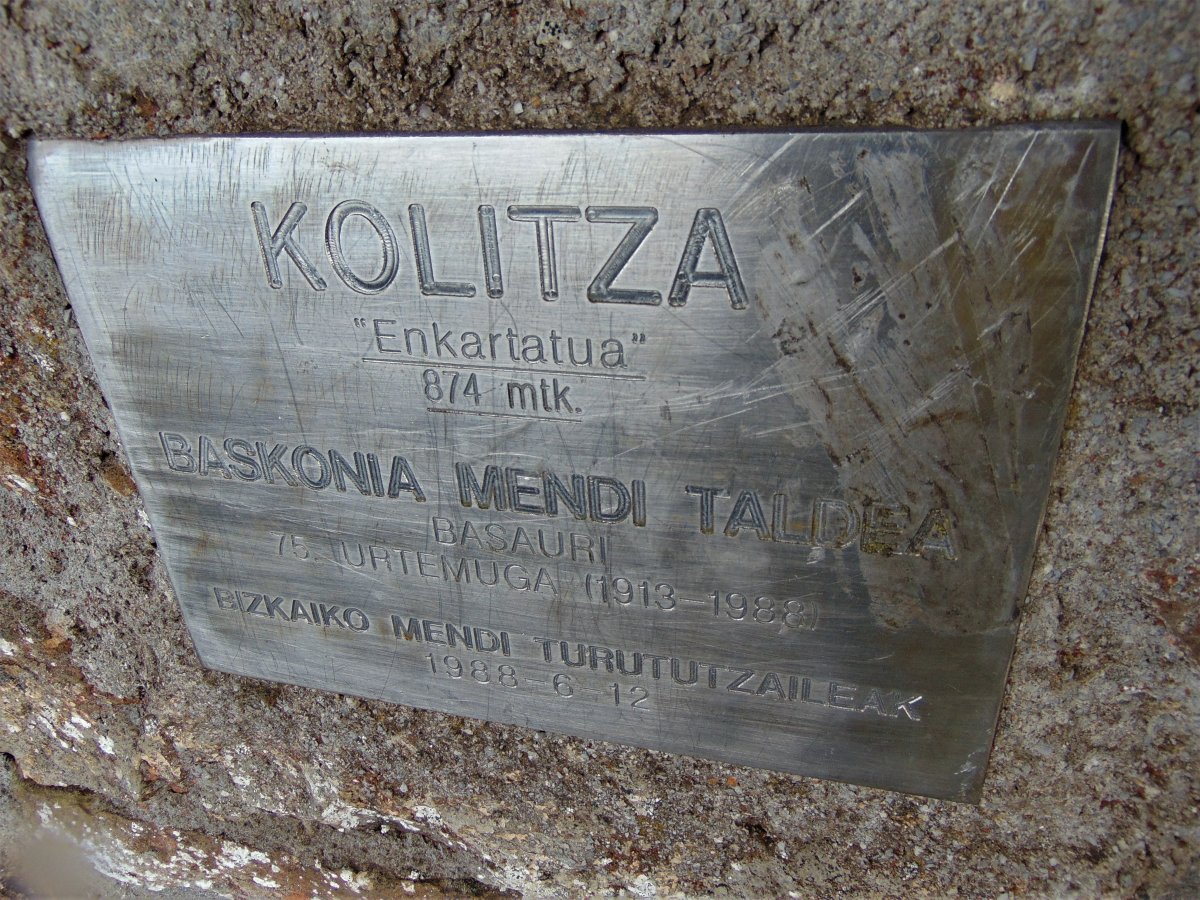 KOLITZA
"Enkartatua"
874 mtk.
BASKONIA MENDI TALDEA
BASAURI
75. URTEMUGA (1913-1988)
BIZKAIKO MENDI TURUTUTZAILEAK
1988-6-12